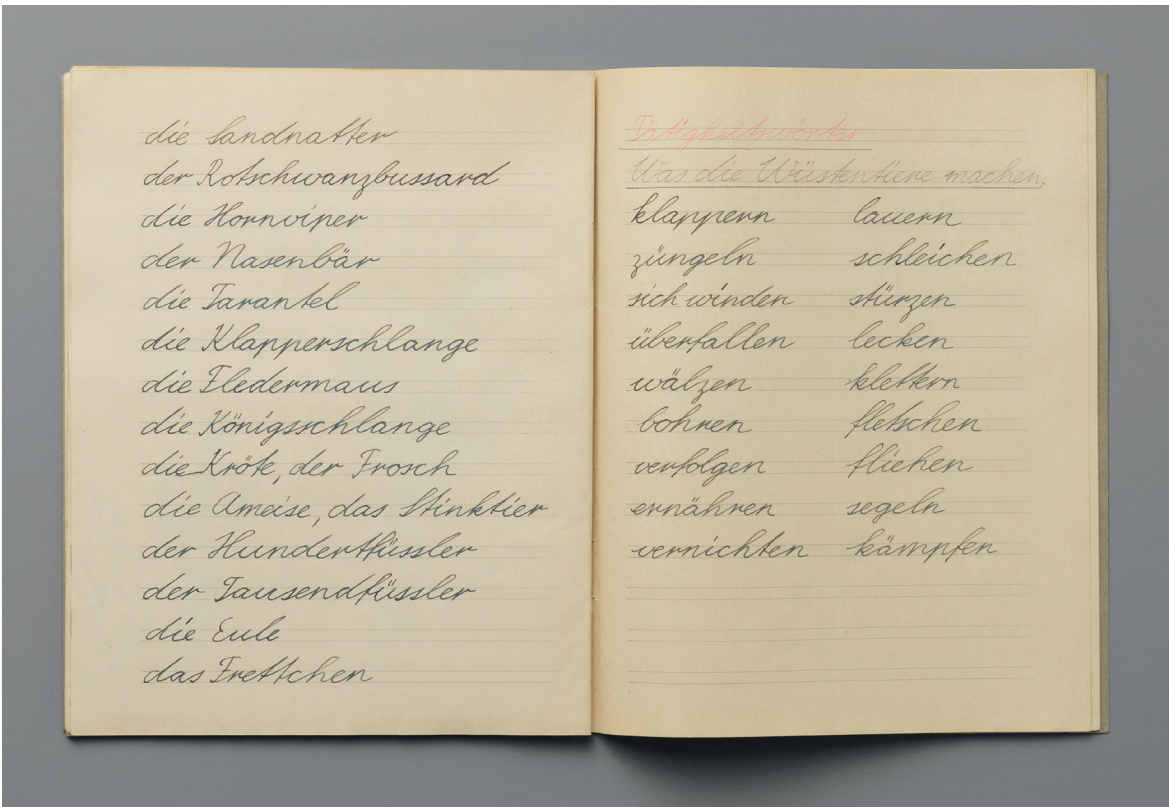 die Sandnatter
der Rotschwanzbussard
die Hornviper
der Nasenbär
die Tarantel
die Klapperschlange
die Fledermaus
die Königsschlange
die Kröte, der Frosch
die Ameise, das Stinktier
der Hundertfüssler
der Tausendfüssler
die Eule
das Frettchen
Tätigkeitswörter
Was die Wüstentiere machen.
klappern lauern
züngeln schleichen
sich winden stürzen
überfallen lecken
wälzen klettern
bohren fletschen
verfolgen fliehen
ernähren segeln
vernichten kämpfen